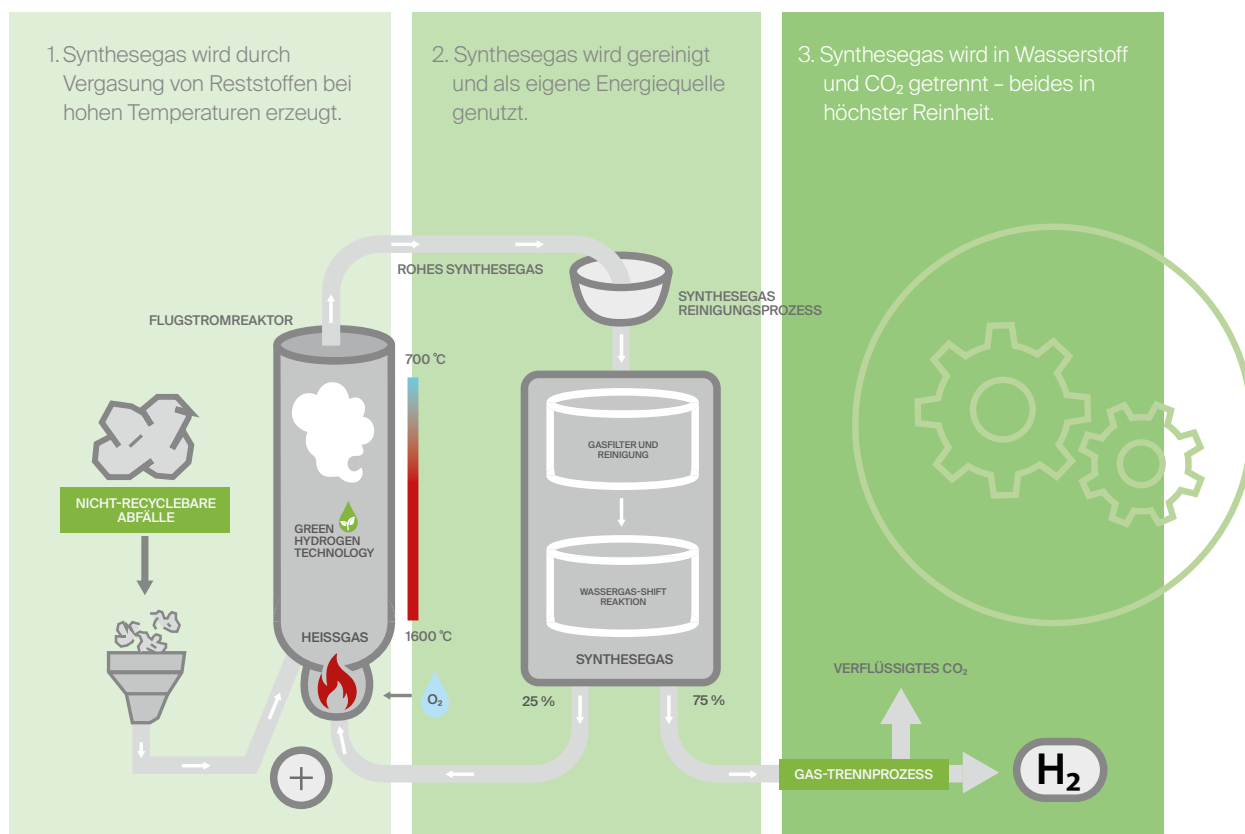 1. Synthesegas wird durch
Vergasung von Reststoffen bei
hohen Temperaturen erzeugt.
2. Synthesegas wird gereinigt
und als eigene Energiequelle
genutzt.
3. Synthesegas wird in Wasserstoff
und CO₂ getrennt – beides in
höchster Reinheit.
ROHES SYNTHESEGAS
SYNTHESEGAS
REINIGUNGSPROZESS
FLUGSTROMREAKTOR
700 °C
GASFILTER UND
REINIGUNG
NICHT-RECYCLEBARE
ABFÄLLE
GREEN
HYDROGEN
TECHNOLOGY
WASSERGAS-SHIFT
REAKTION
HEISSGAS
1600 °C
SYNTHESEGAS
VERFLÜSSIGTES CO₂
O₂
25 %
75 %
+
GAS-TRENNPROZESS
H₂